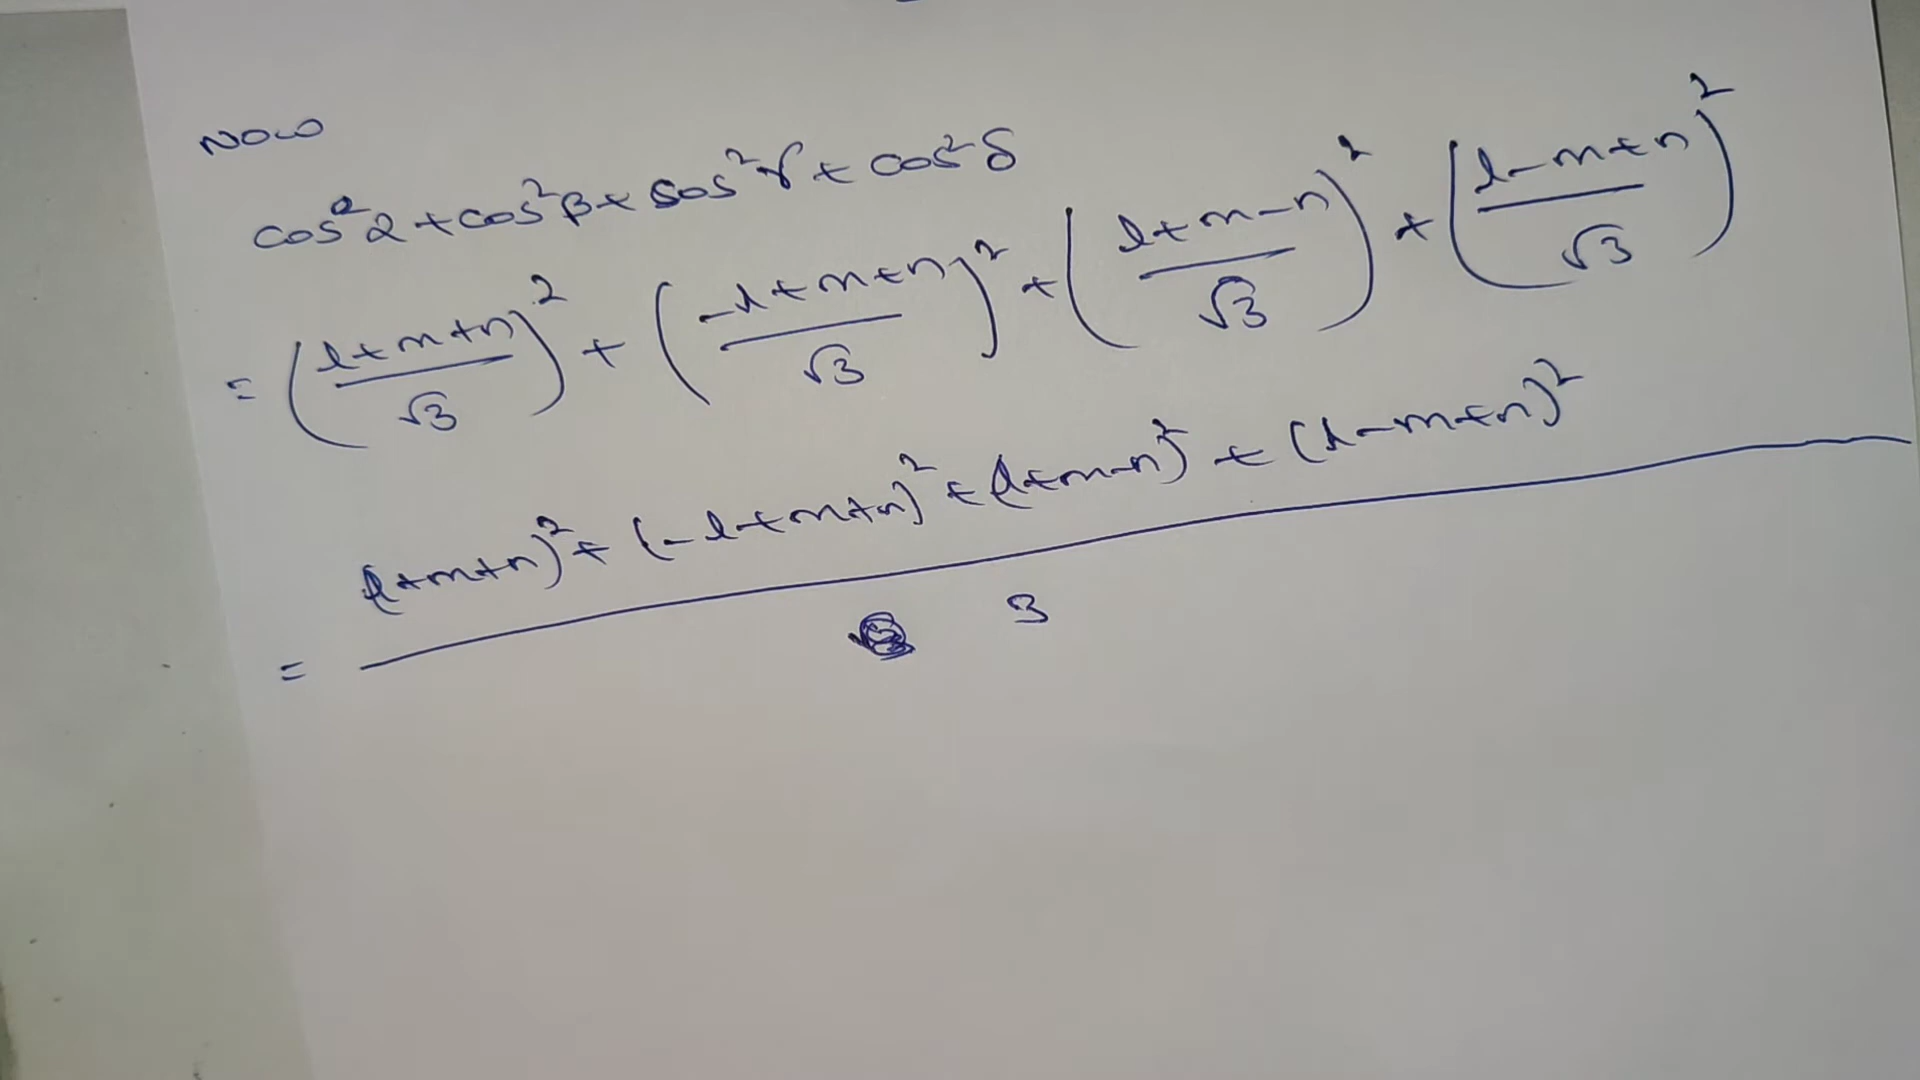 Now
cos²α + cos²β + cos²γ + cos²δ
= ((l+m+n)/√3)² + ((-l+m+n)/√3)² + ((l+m-n)/√3)² + ((l-m+n)/√3)²
= ((l+m+n)² + (-l+m+n)² + (l+m-n)² + (l-m+n)²)/3